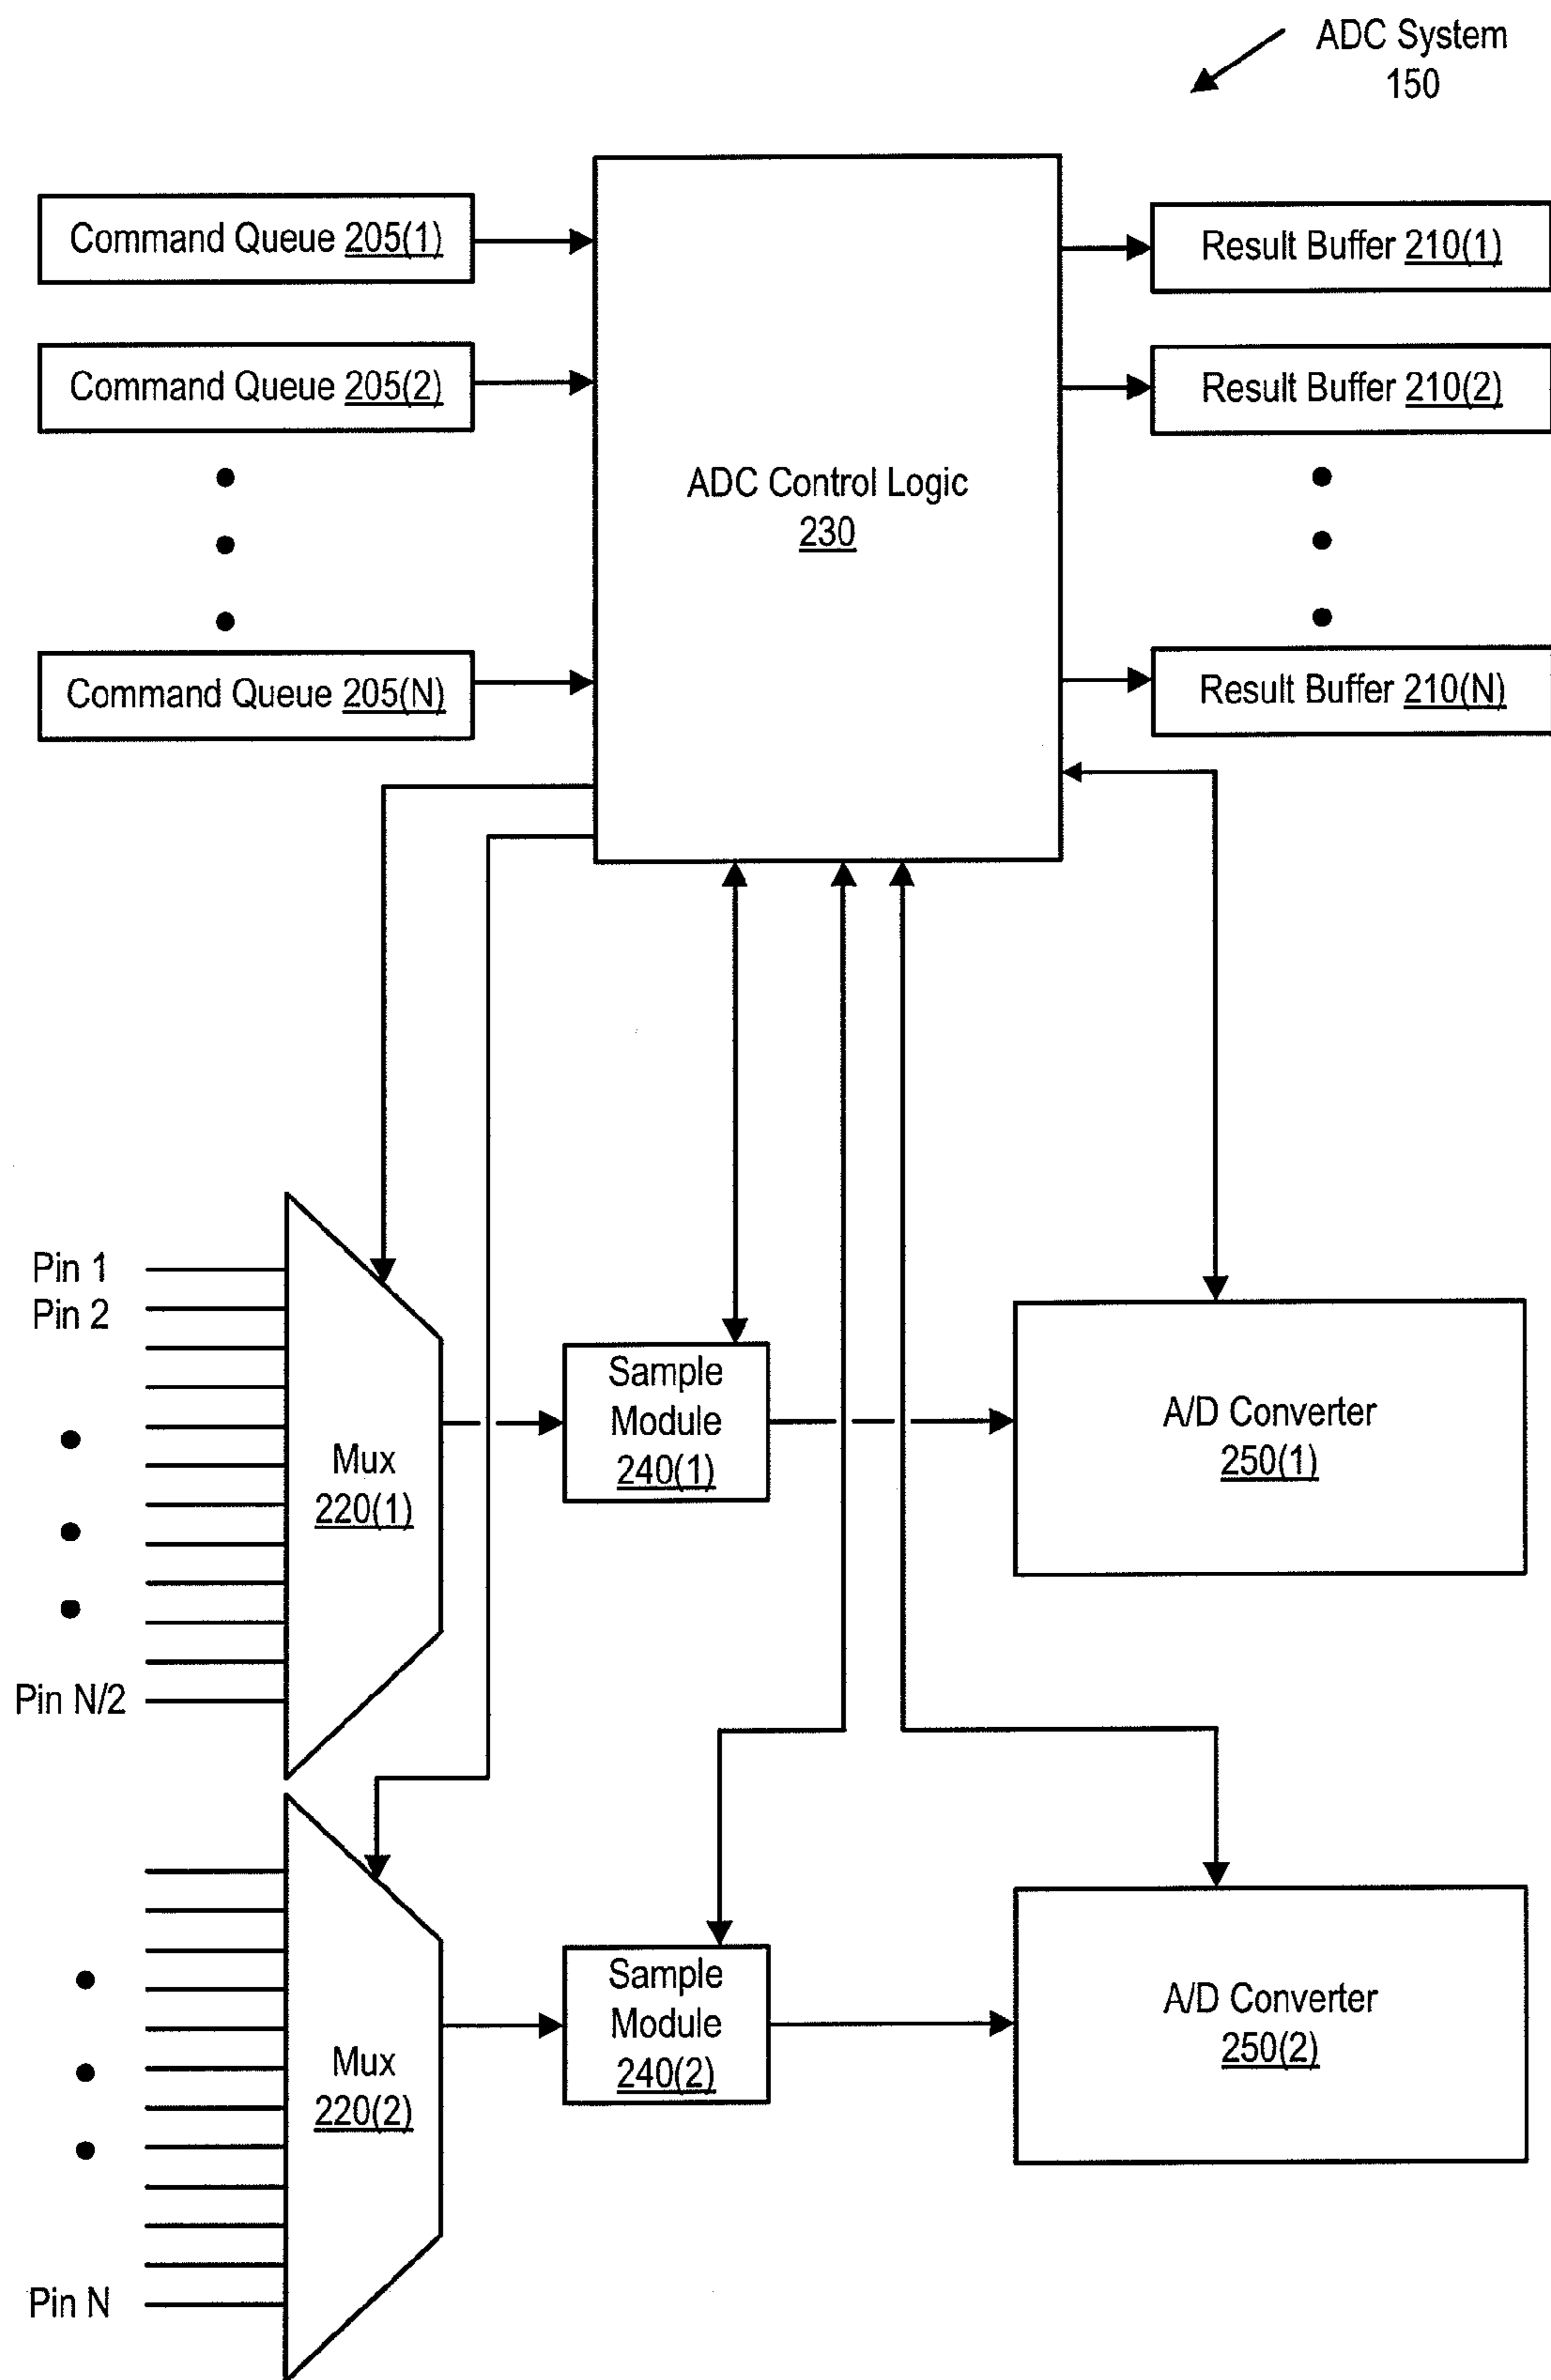 ADC System
150
Command Queue 205(1)
Result Buffer 210(1)
Command Queue 205(2)
Result Buffer 210(2)
ADC Control Logic
230
Command Queue 205(N)
Result Buffer 210(N)
Pin 1
Pin 2
Pin N/2
Mux
220(1)
Sample
Module
240(1)
A/D Converter
250(1)
Mux
220(2)
Sample
Module
240(2)
A/D Converter
250(2)
Pin N